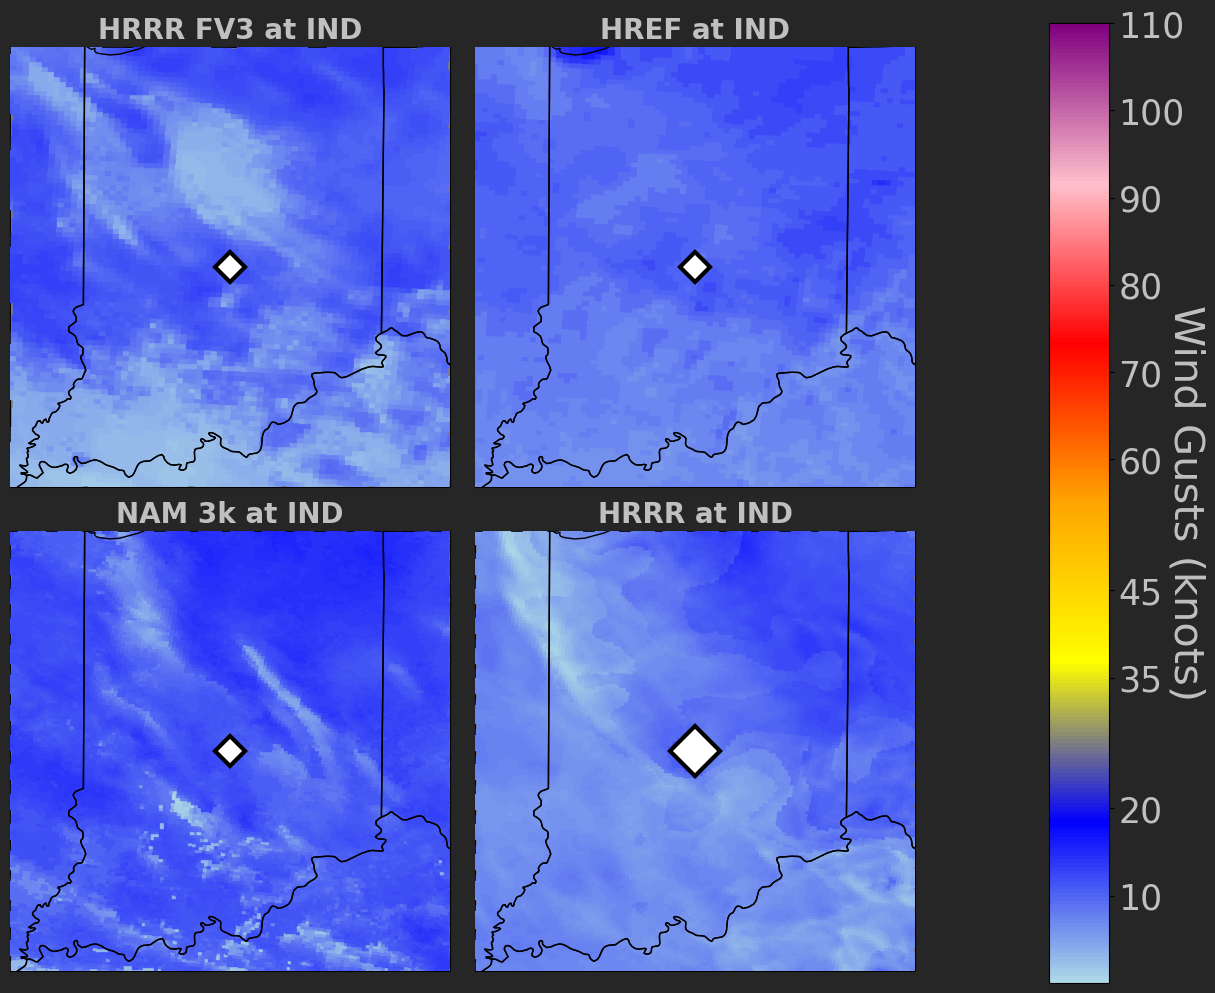 HRRR FV3 at IND
HREF at IND
NAM 3k at IND
HRRR at IND
110
100
90
80
70
60
45
35
20
10
Wind Gusts (knots)